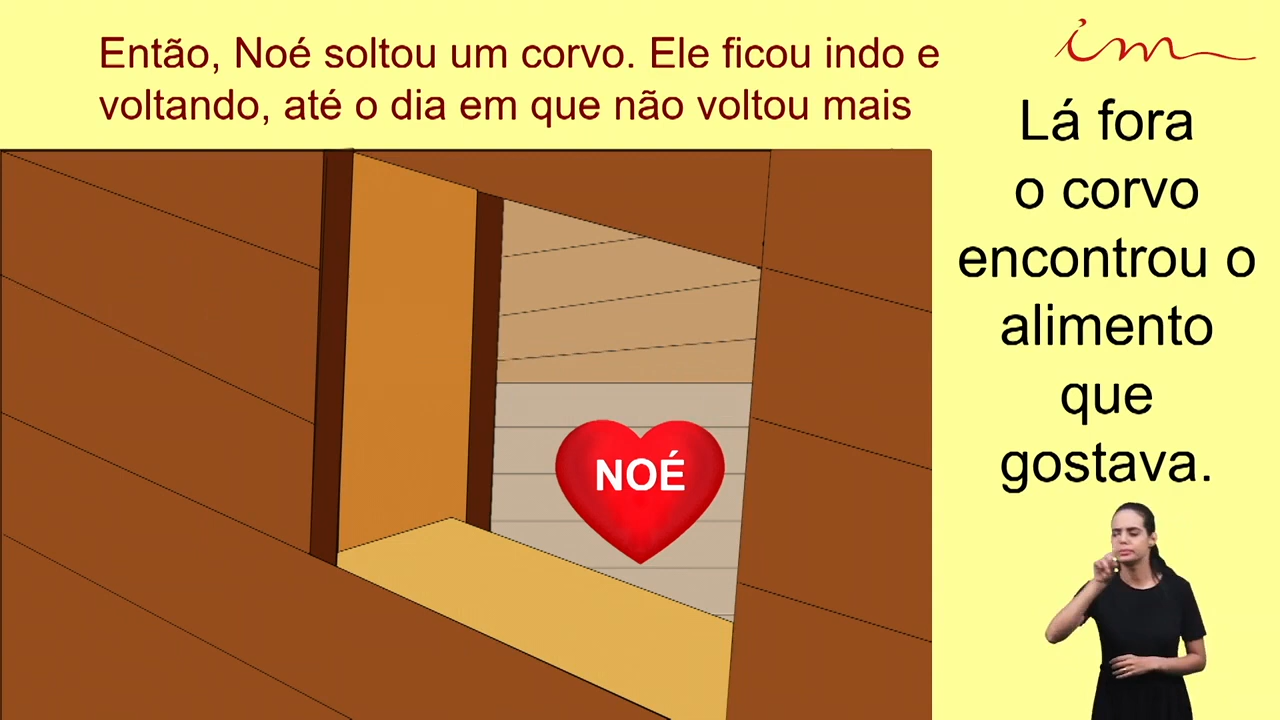 Então, Noé soltou um corvo. Ele ficou indo e
voltando, até o dia em que não voltou mais
im
Lá fora
o corvo
encontrou o
alimento
que
gostava.
NOÉ